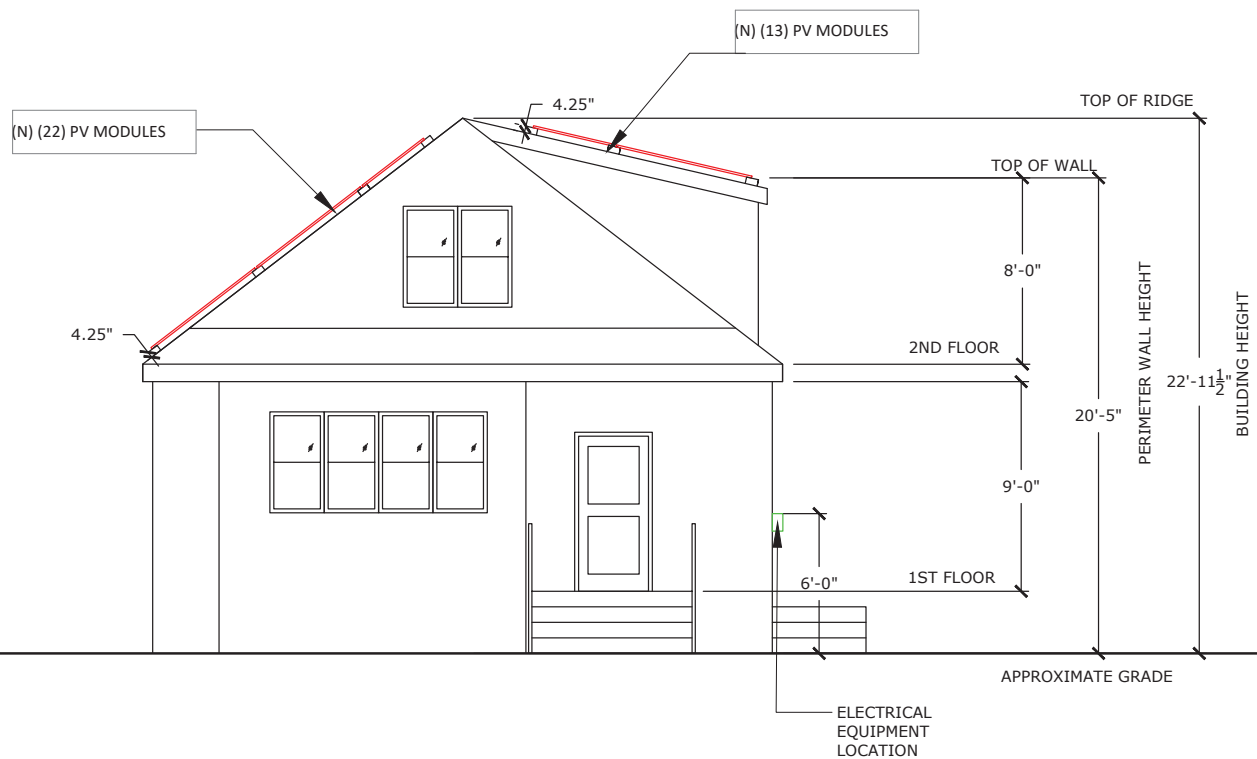 (N) (13) PV MODULES
4.25"
TOP OF RIDGE
(N) (22) PV MODULES
TOP OF WALL
8'-0"
4.25"
2ND FLOOR
PERIMETER WALL HEIGHT
22'-11 1/2"
BUILDING HEIGHT
20'-5"
9'-0"
6'-0"
1ST FLOOR
APPROXIMATE GRADE
ELECTRICAL
EQUIPMENT
LOCATION